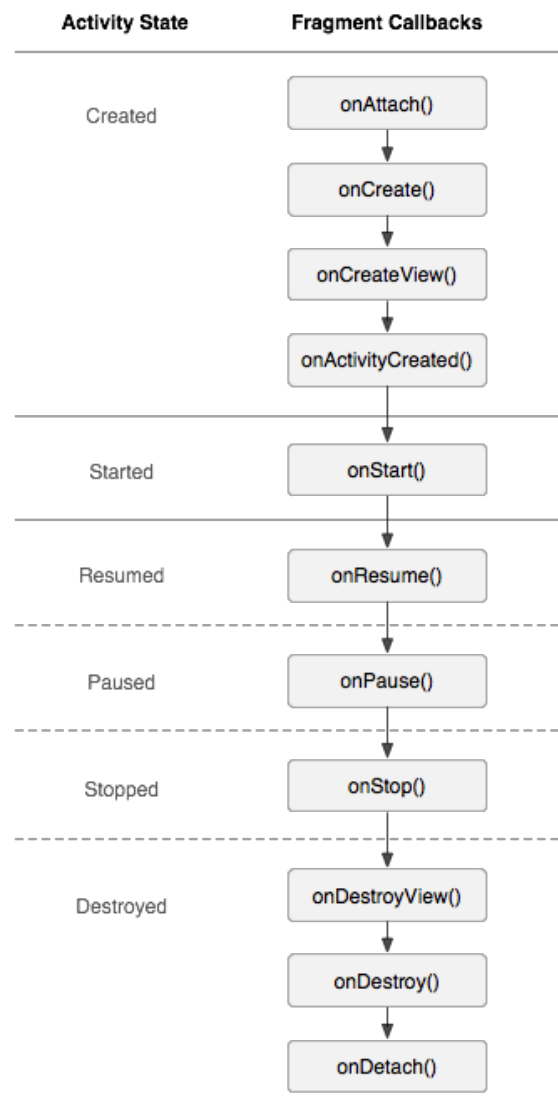 Activity State
Fragment Callbacks
Created
onAttach()
onCreate()
onCreateView()
onActivityCreated()
Started
onStart()
Resumed
onResume()
Paused
onPause()
Stopped
onStop()
Destroyed
onDestroyView()
onDestroy()
onDetach()